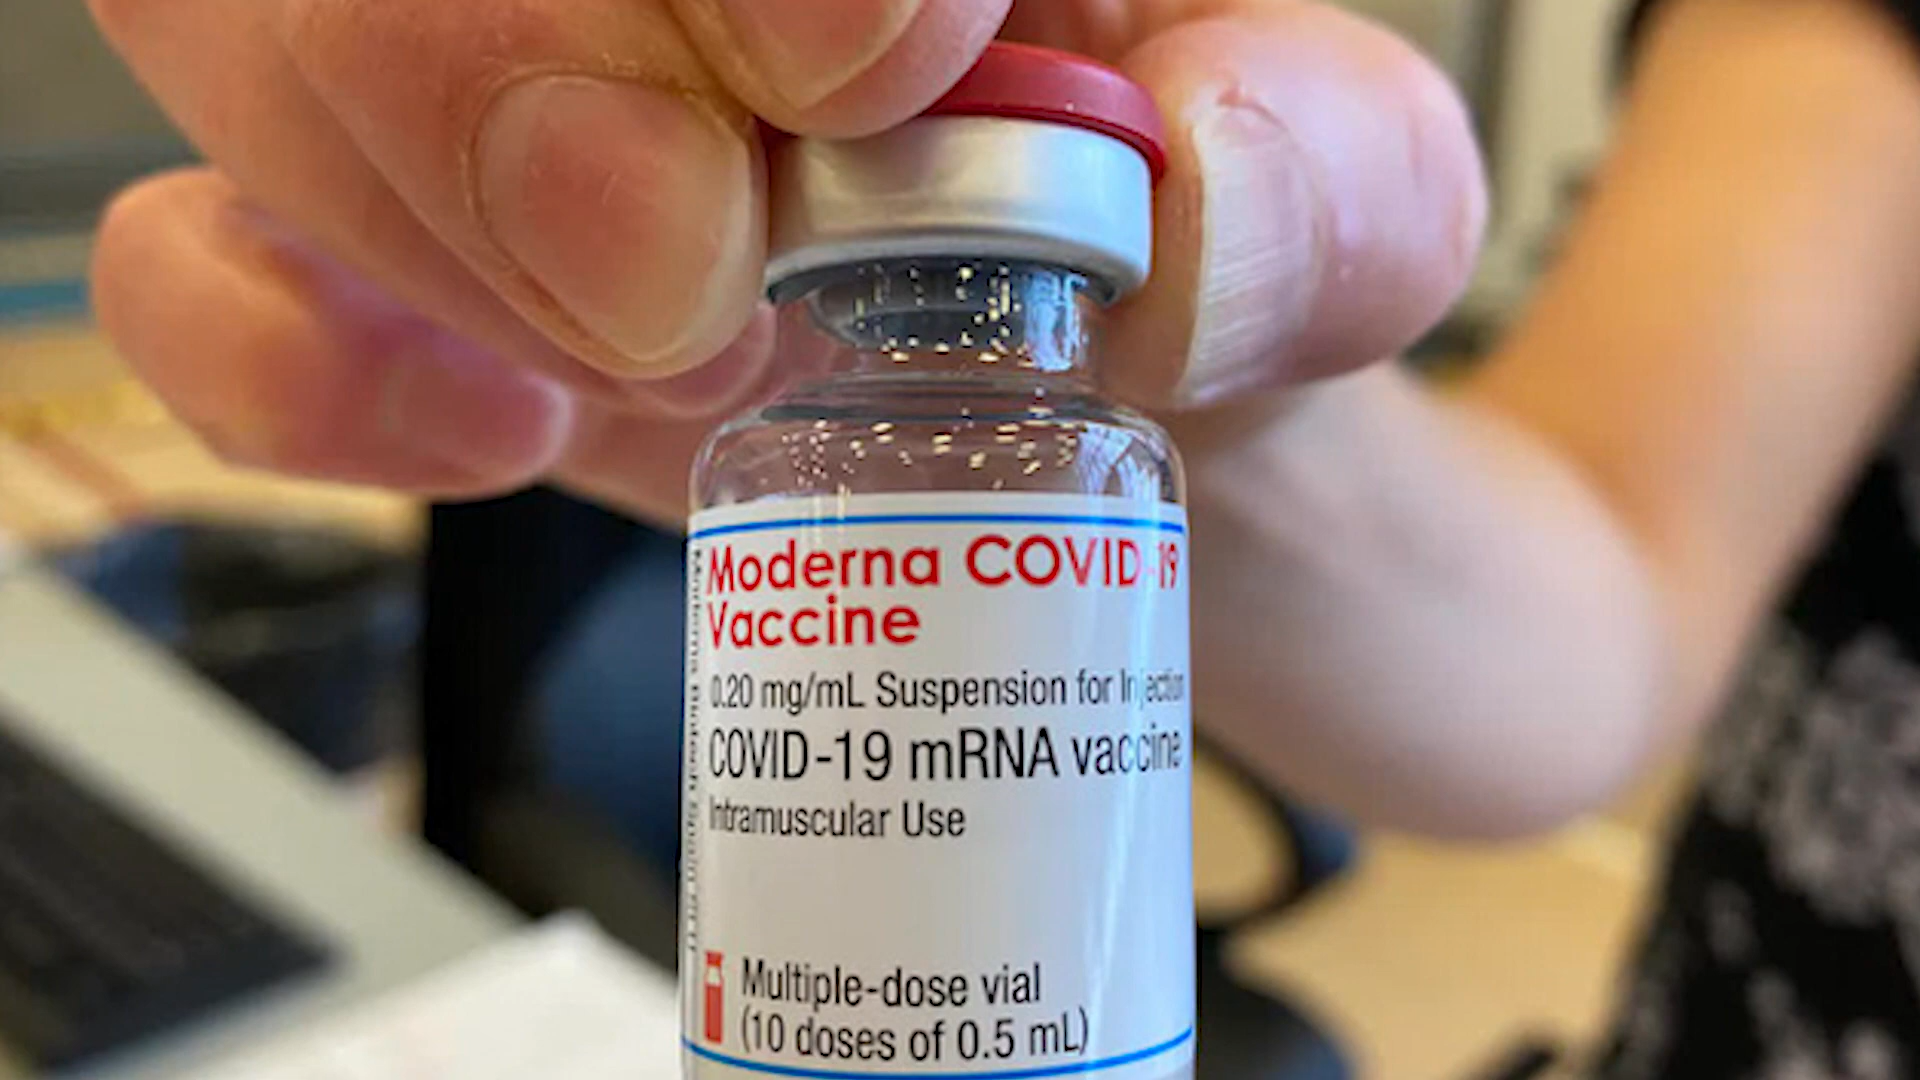 Moderna COVID-19
Vaccine
0.20 mg/mL Suspension for Injection
COVID-19 mRNA vaccine
Intramuscular Use
Multiple-dose vial
(10 doses of 0.5 mL)